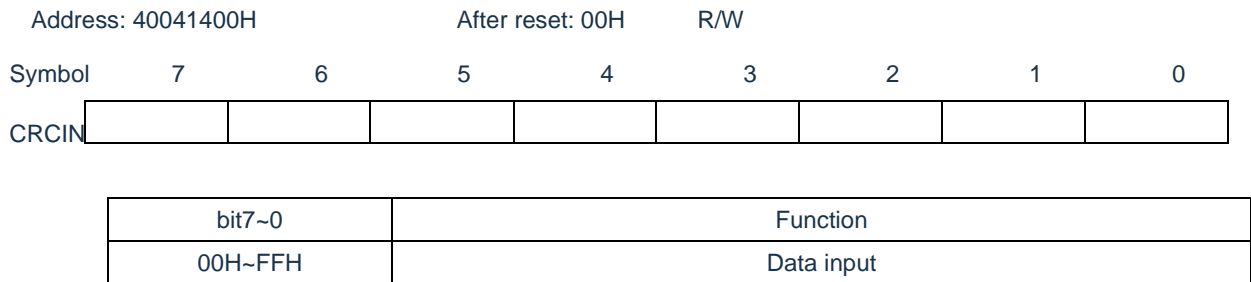 Address: 40041400H After reset: 00H R/W
Symbol 7 6 5 4 3 2 1 0
CRCIN
bit7~0 Function
00H~FFH Data input